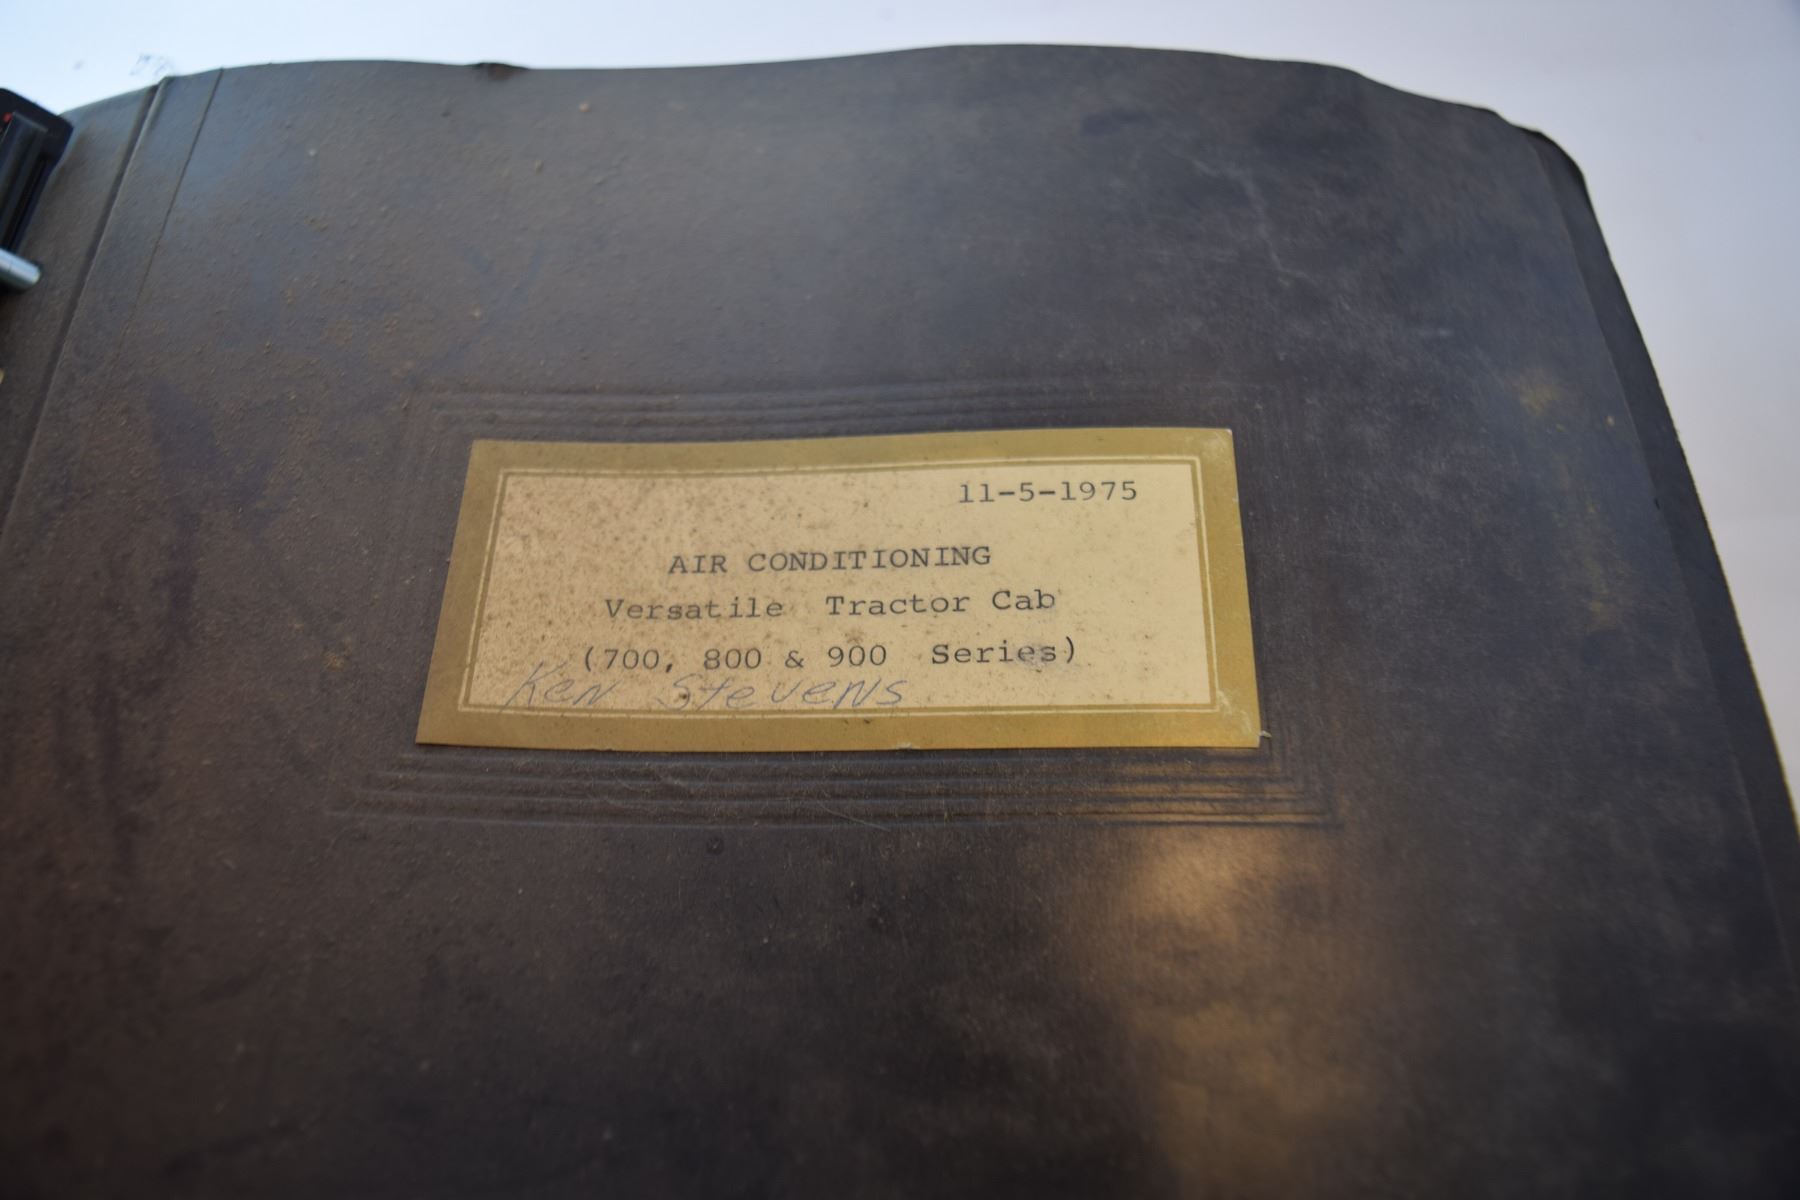 11-5-1975
AIR CONDITIONING
Versatile Tractor Cab
(700, 800 & 900 Series)
Ken Stevens